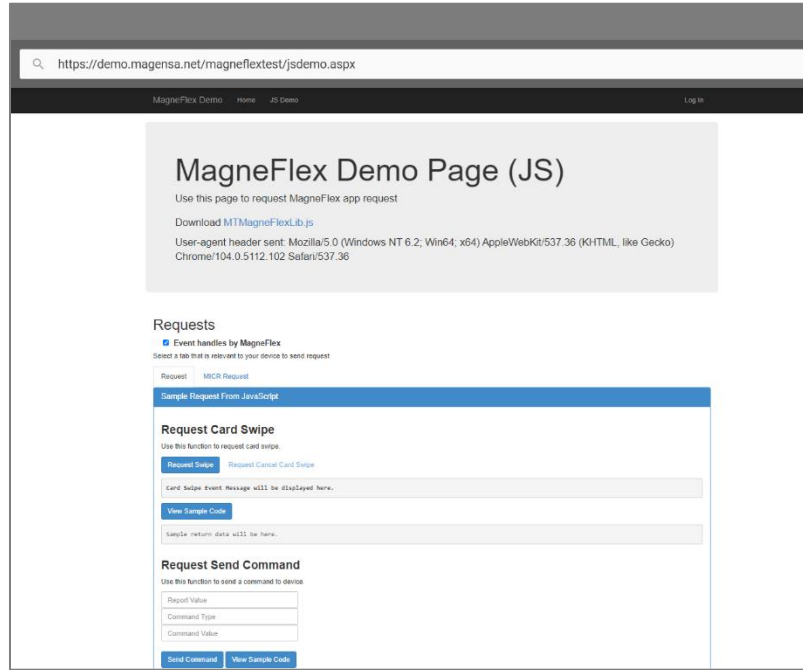 https://demo.magensa.net/magneflextest/jsdemo.aspx
MagneFlex Demo Home JS Demo Log In
MagneFlex Demo Page (JS)
Use this page to request MagneFlex app request
Download MTMagneFlexLib.js
User-agent header sent: Mozilla/5.0 (Windows NT 6.2; Win64; x64) AppleWebKit/537.36 (KHTML, like Gecko)
Chrome/104.0.5112.102 Safari/537.36
Requests
Event handles by MagneFlex
Select a tab that is relevant to your device to send request
Request MICR Request
Sample Request From JavaScript
Request Card Swipe
Use this function to request card swipe.
Request Swipe Request Cancel Card Swipe
Card Swipe Event Message will be displayed here.
View Sample Code
Sample return data will be here.
Request Send Command
Use this function to send a command to device.
Report Value
Command Type
Command Value
Send Command View Sample Code